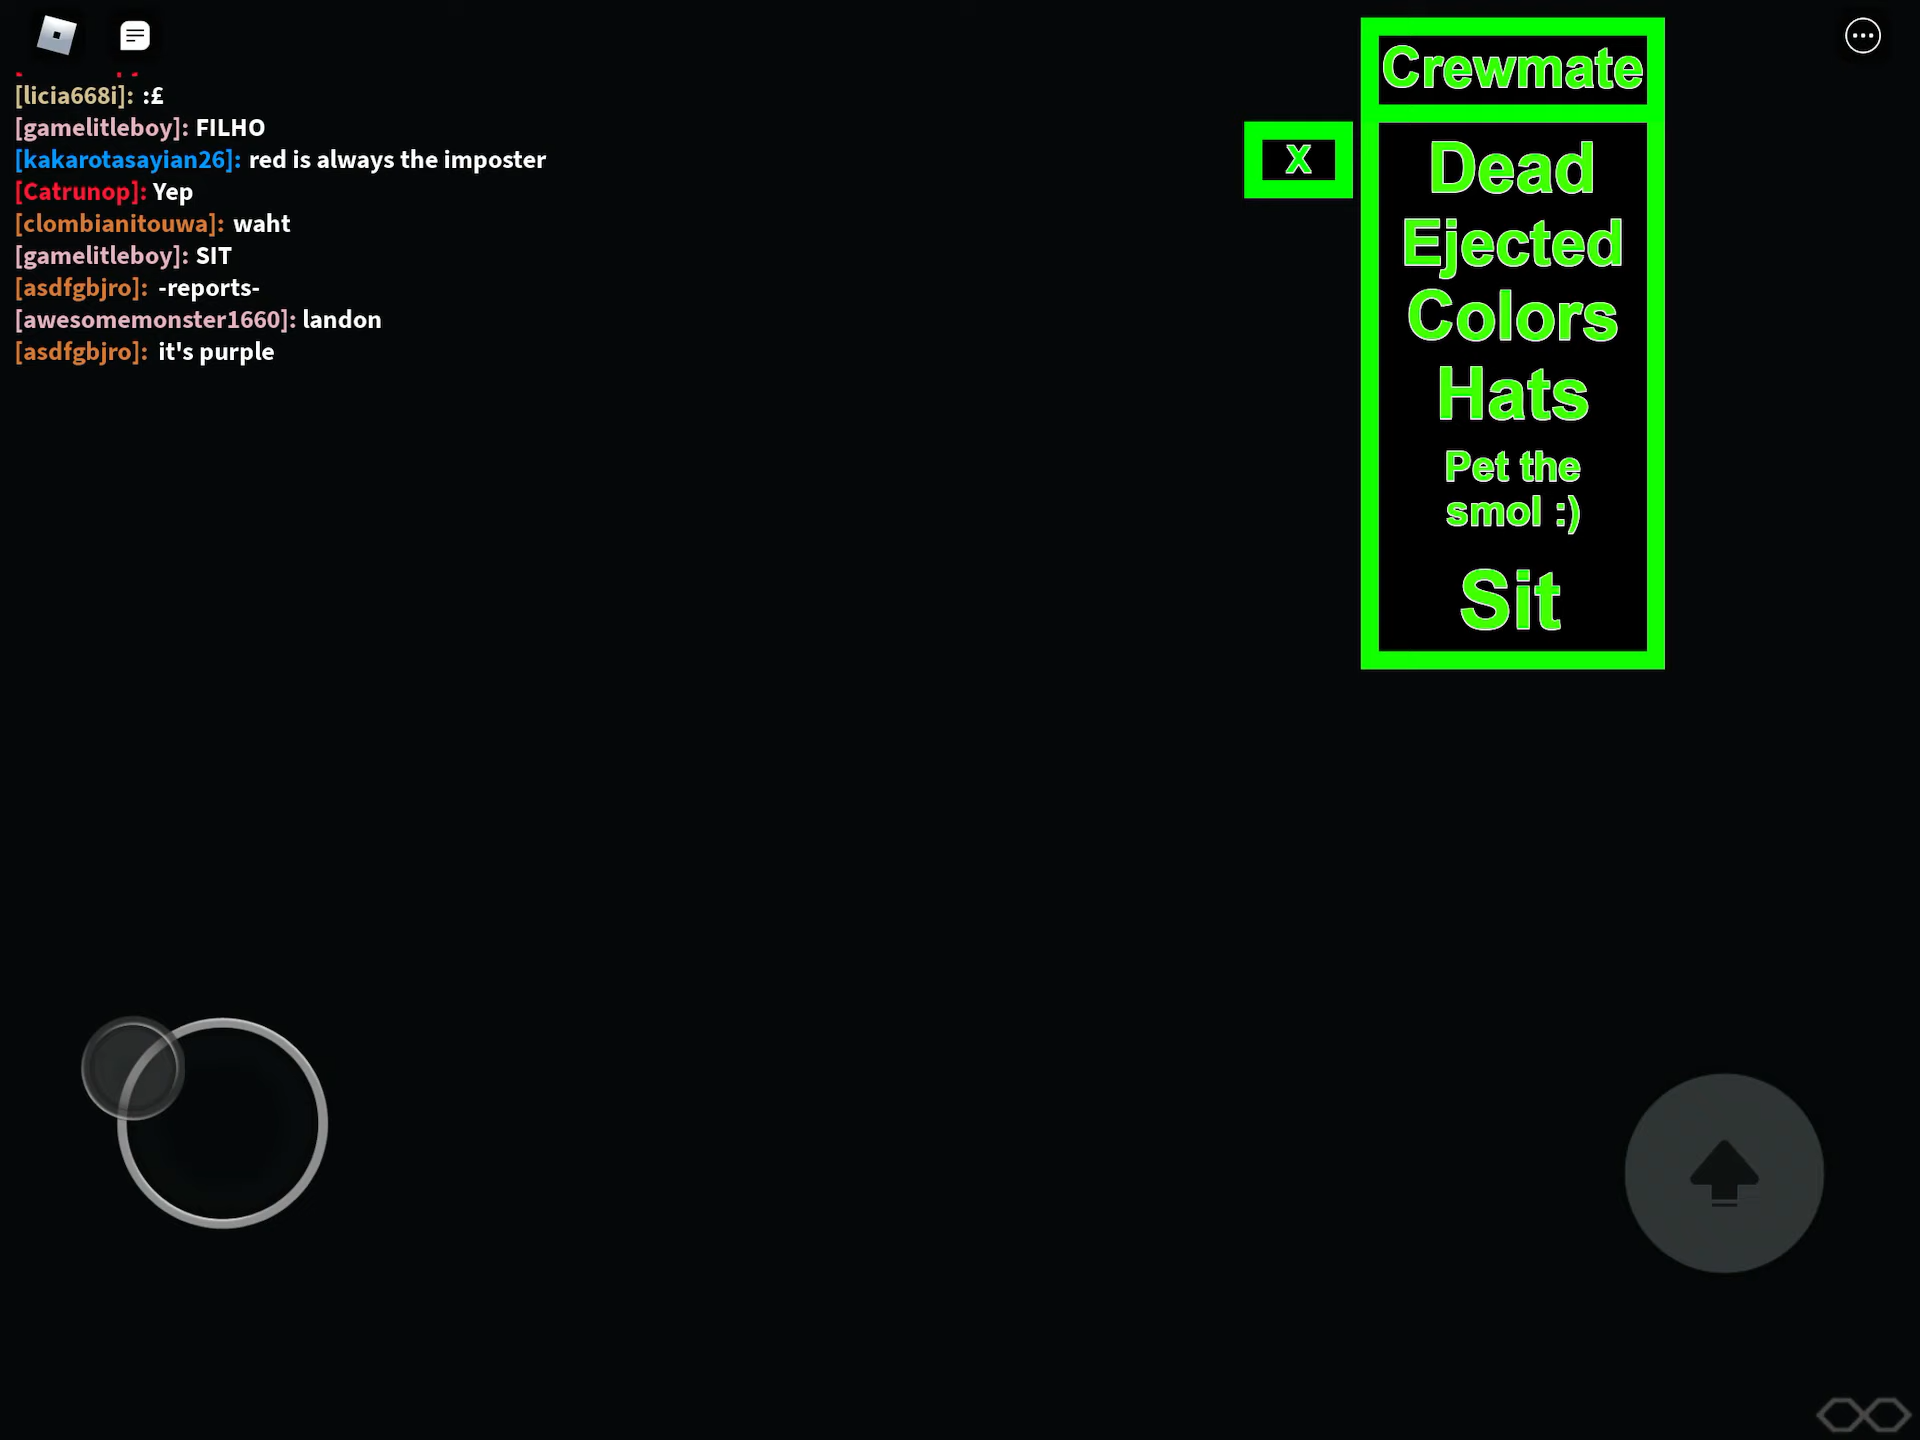 [licia668i]: :£
[gamelitleboy]: FILHO
[kakarotasayian26]: red is always the imposter
[Catrunop]: Yep
[clombianitouwa]: waht
[gamelitleboy]: SIT
[asdfgbjro]: -reports-
[awesomemonster1660]: landon
[asdfgbjro]: it's purple
Crewmate
X
Dead
Ejected
Colors
Hats
Pet the
smol :)
Sit